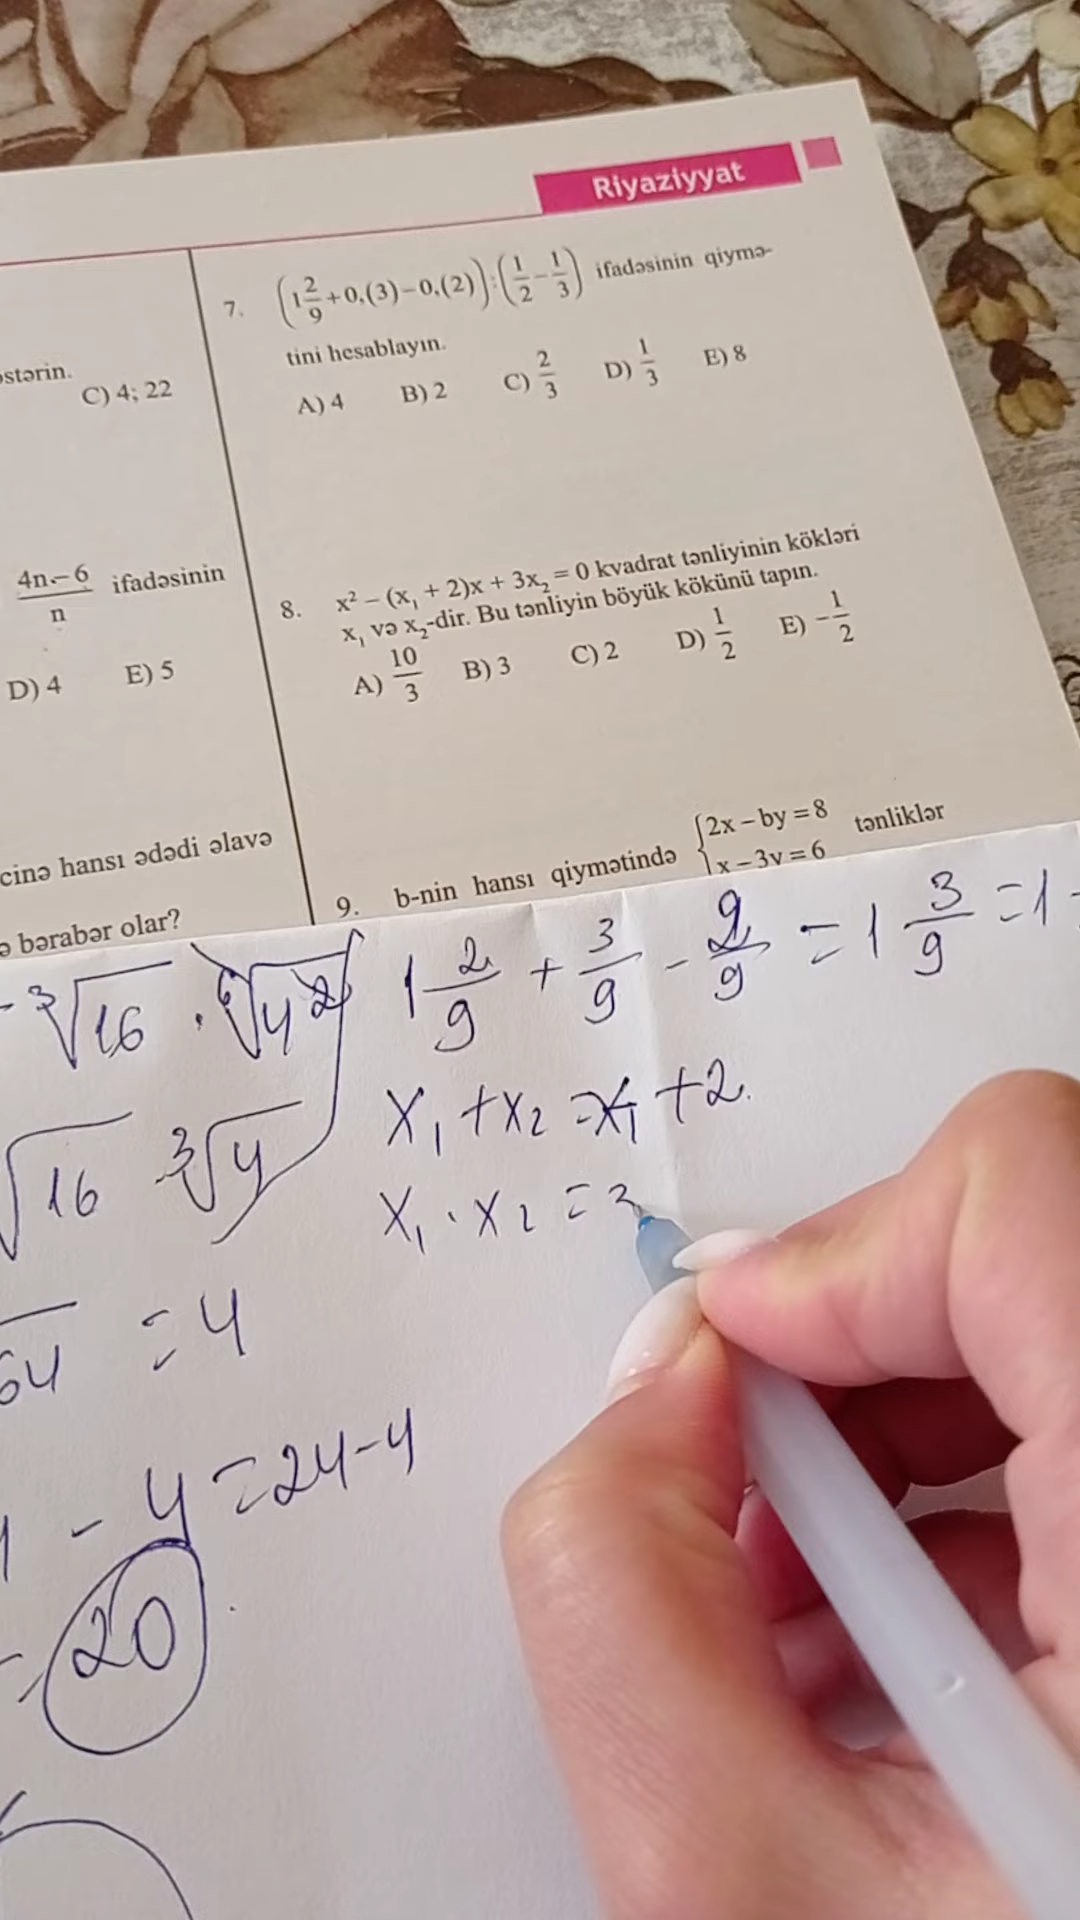 Riyaziyyat
östərin.
C) 4; 22
4n - 6 / n ifadəsinin
D) 4 E) 5
cinə hansı ədədi əlavə
ə bərabər olar?
7. (1 2/9 + 0,(3) - 0,(2)) : (1/2 - 1/3) ifadəsinin qiymə-
tini hesablayın.
A) 4 B) 2 C) 2/3 D) 1/3 E) 8
8. x² - (x₁ + 2)x + 3x₂ = 0 kvadrat tənliyinin kökləri
x₁ və x₂-dir. Bu tənliyin böyük kökünü tapın.
A) 10/3 B) 3 C) 2 D) 1/2 E) - 1/2
9. b-nin hansı qiymətində { 2x - by = 8 tənliklər
x - 3y = 6
- ³√16 ·
√16 ³√4
64 = 4
- 4 = 24 - 4
= 20
1 2/9 + 3/9 - 2/9 = 1 3/9 = 1
x₁ + x₂ = x₁ + 2
x₁ · x₂ = 3